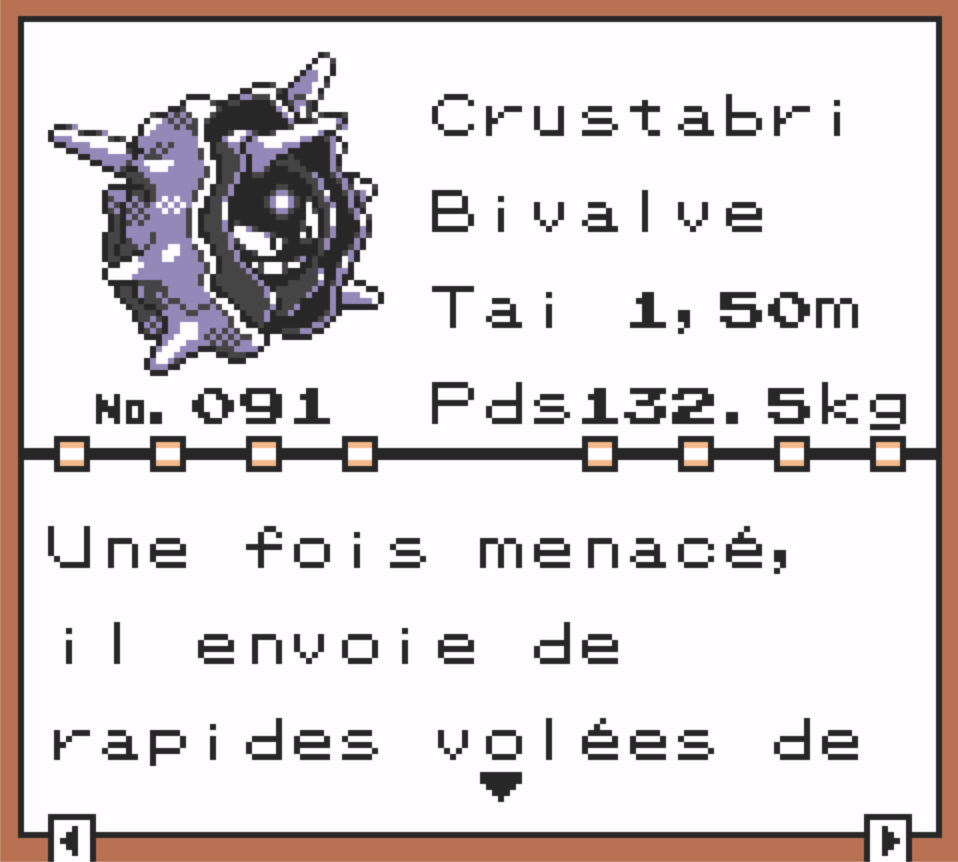 Crustabri
Bivalve
Tai 1,50m
No. 091
Pds132.5kg
Une fois menacé,
il envoie de
rapides volées de